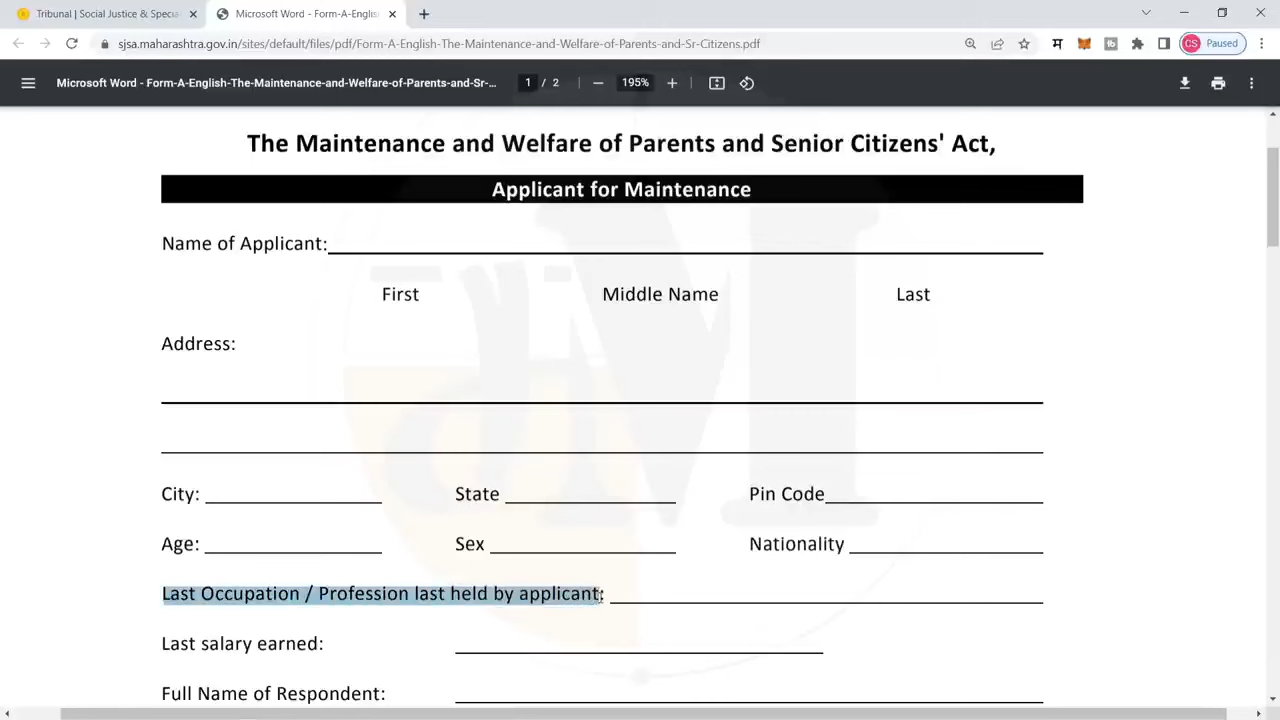 Tribunal | Social Justice & Specia
Microsoft Word - Form-A-Englis
sjsa.maharashtra.gov.in/sites/default/files/pdf/Form_A-English-The-Maintenance-and-Welfare-of-Parents-and-Sr-Citizens.pdf
म
CS Paused
Microsoft Word - Form-A-English-The-Maintenance-and-Welfare-of-Parents-and-Sr-...
1 / 2
195%
The Maintenance and Welfare of Parents and Senior Citizens' Act,
Applicant for Maintenance
Name of Applicant:
First Middle Name Last
Address:
City: State Pin Code
Age: Sex Nationality
Last Occupation / Profession last held by applicant:
Last salary earned:
Full Name of Respondent: